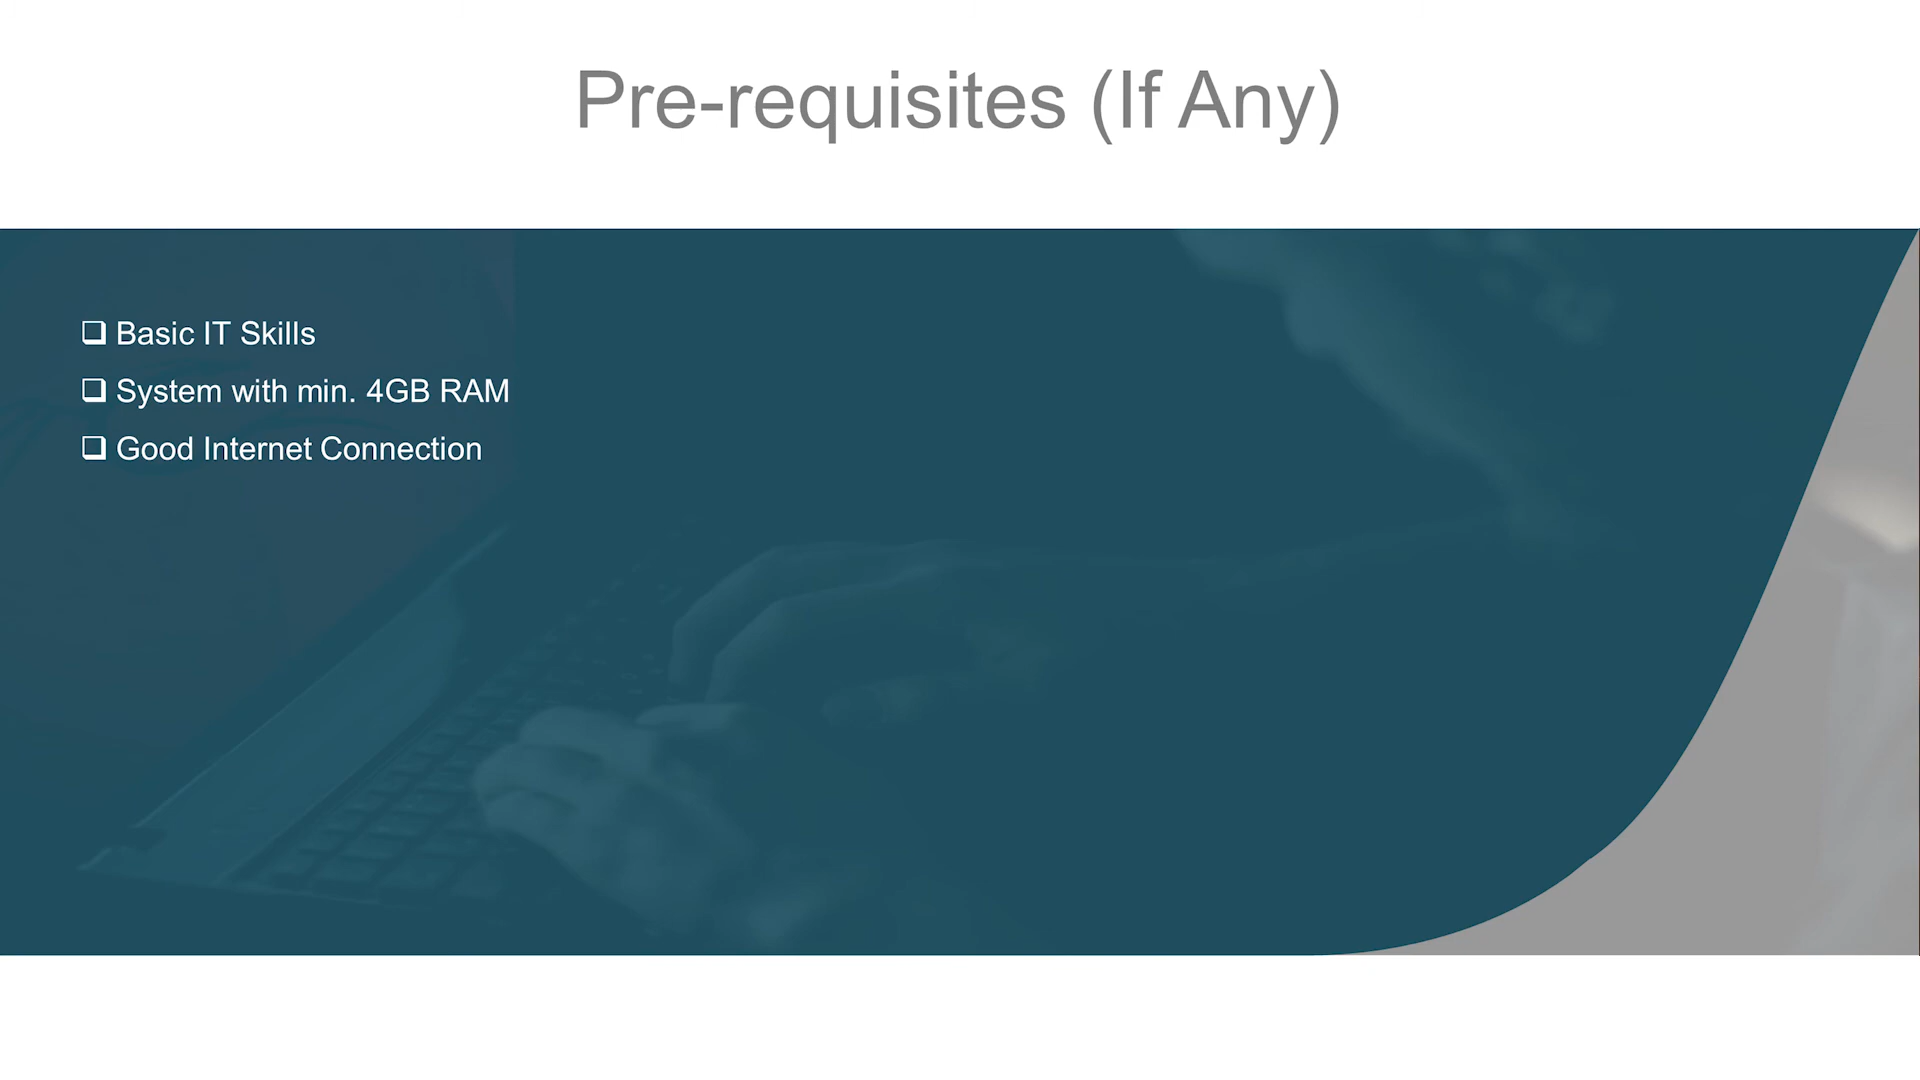 Pre-requisites (If Any)
❑ Basic IT Skills
❑ System with min. 4GB RAM
❑ Good Internet Connection